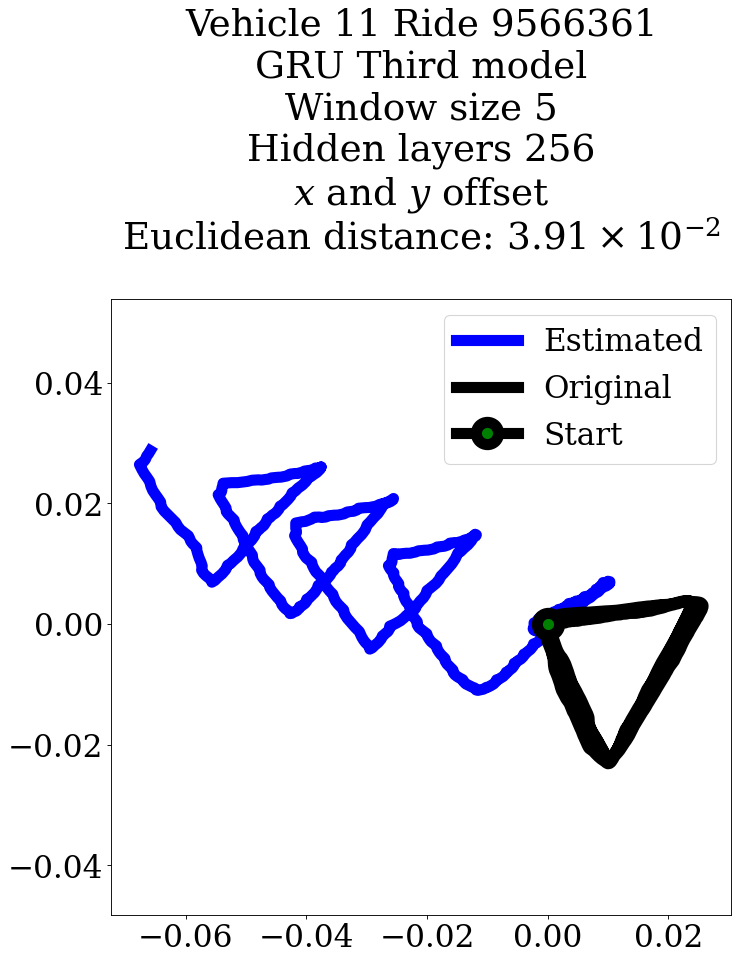 Vehicle 11 Ride 9566361
GRU Third model
Window size 5
Hidden layers 256
x and y offset
Euclidean distance: 3.91 × 10⁻²
Estimated
Original
Start
0.04
0.02
0.00
−0.02
−0.04
−0.06 −0.04 −0.02 0.00 0.02